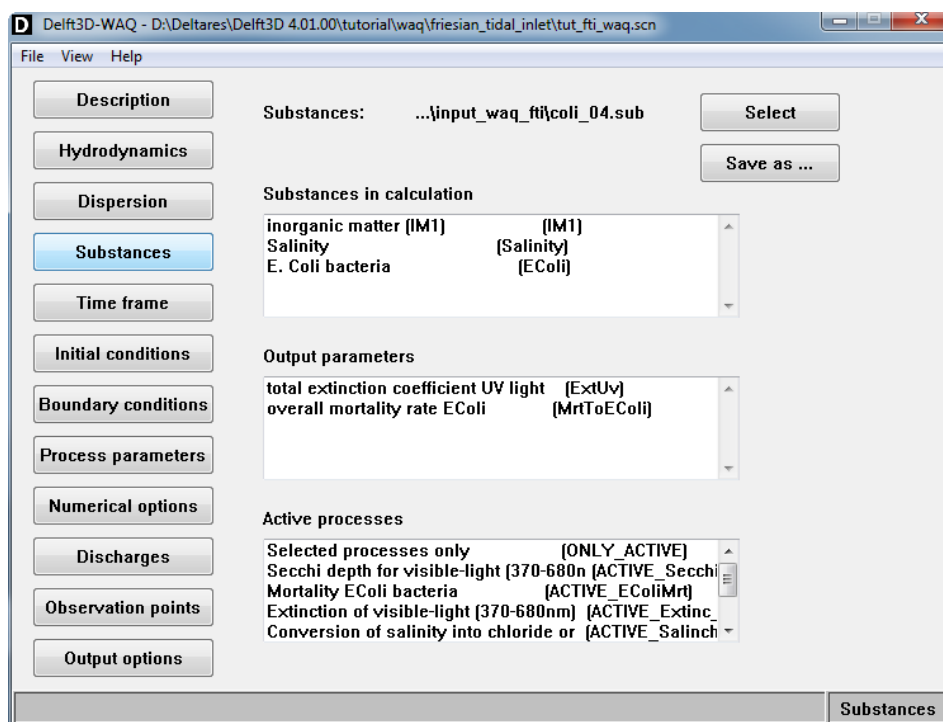 D Delft3D-WAQ - D:\Deltares\Delft3D 4.01.00\tutorial\waq\friesian_tidal_inlet\tut_fti_waq.scn
File View Help
Description
Hydrodynamics
Dispersion
Substances
Time frame
Initial conditions
Boundary conditions
Process parameters
Numerical options
Discharges
Observation points
Output options
Substances: ...\input_waq_fti\coli_04.sub
Select
Save as ...
Substances in calculation
inorganic matter (IM1) (IM1)
Salinity (Salinity)
E. Coli bacteria (EColi)
Output parameters
total extinction coefficient UV light (ExtUv)
overall mortality rate EColi (MrtToEColi)
Active processes
Selected processes only (ONLY_ACTIVE)
Secchi depth for visible-light (370-680n (ACTIVE_Secchi
Mortality EColi bacteria (ACTIVE_EColiMrt)
Extinction of visible-light (370-680nm) (ACTIVE_Extinc_
Conversion of salinity into chloride or (ACTIVE_Salinch
Substances